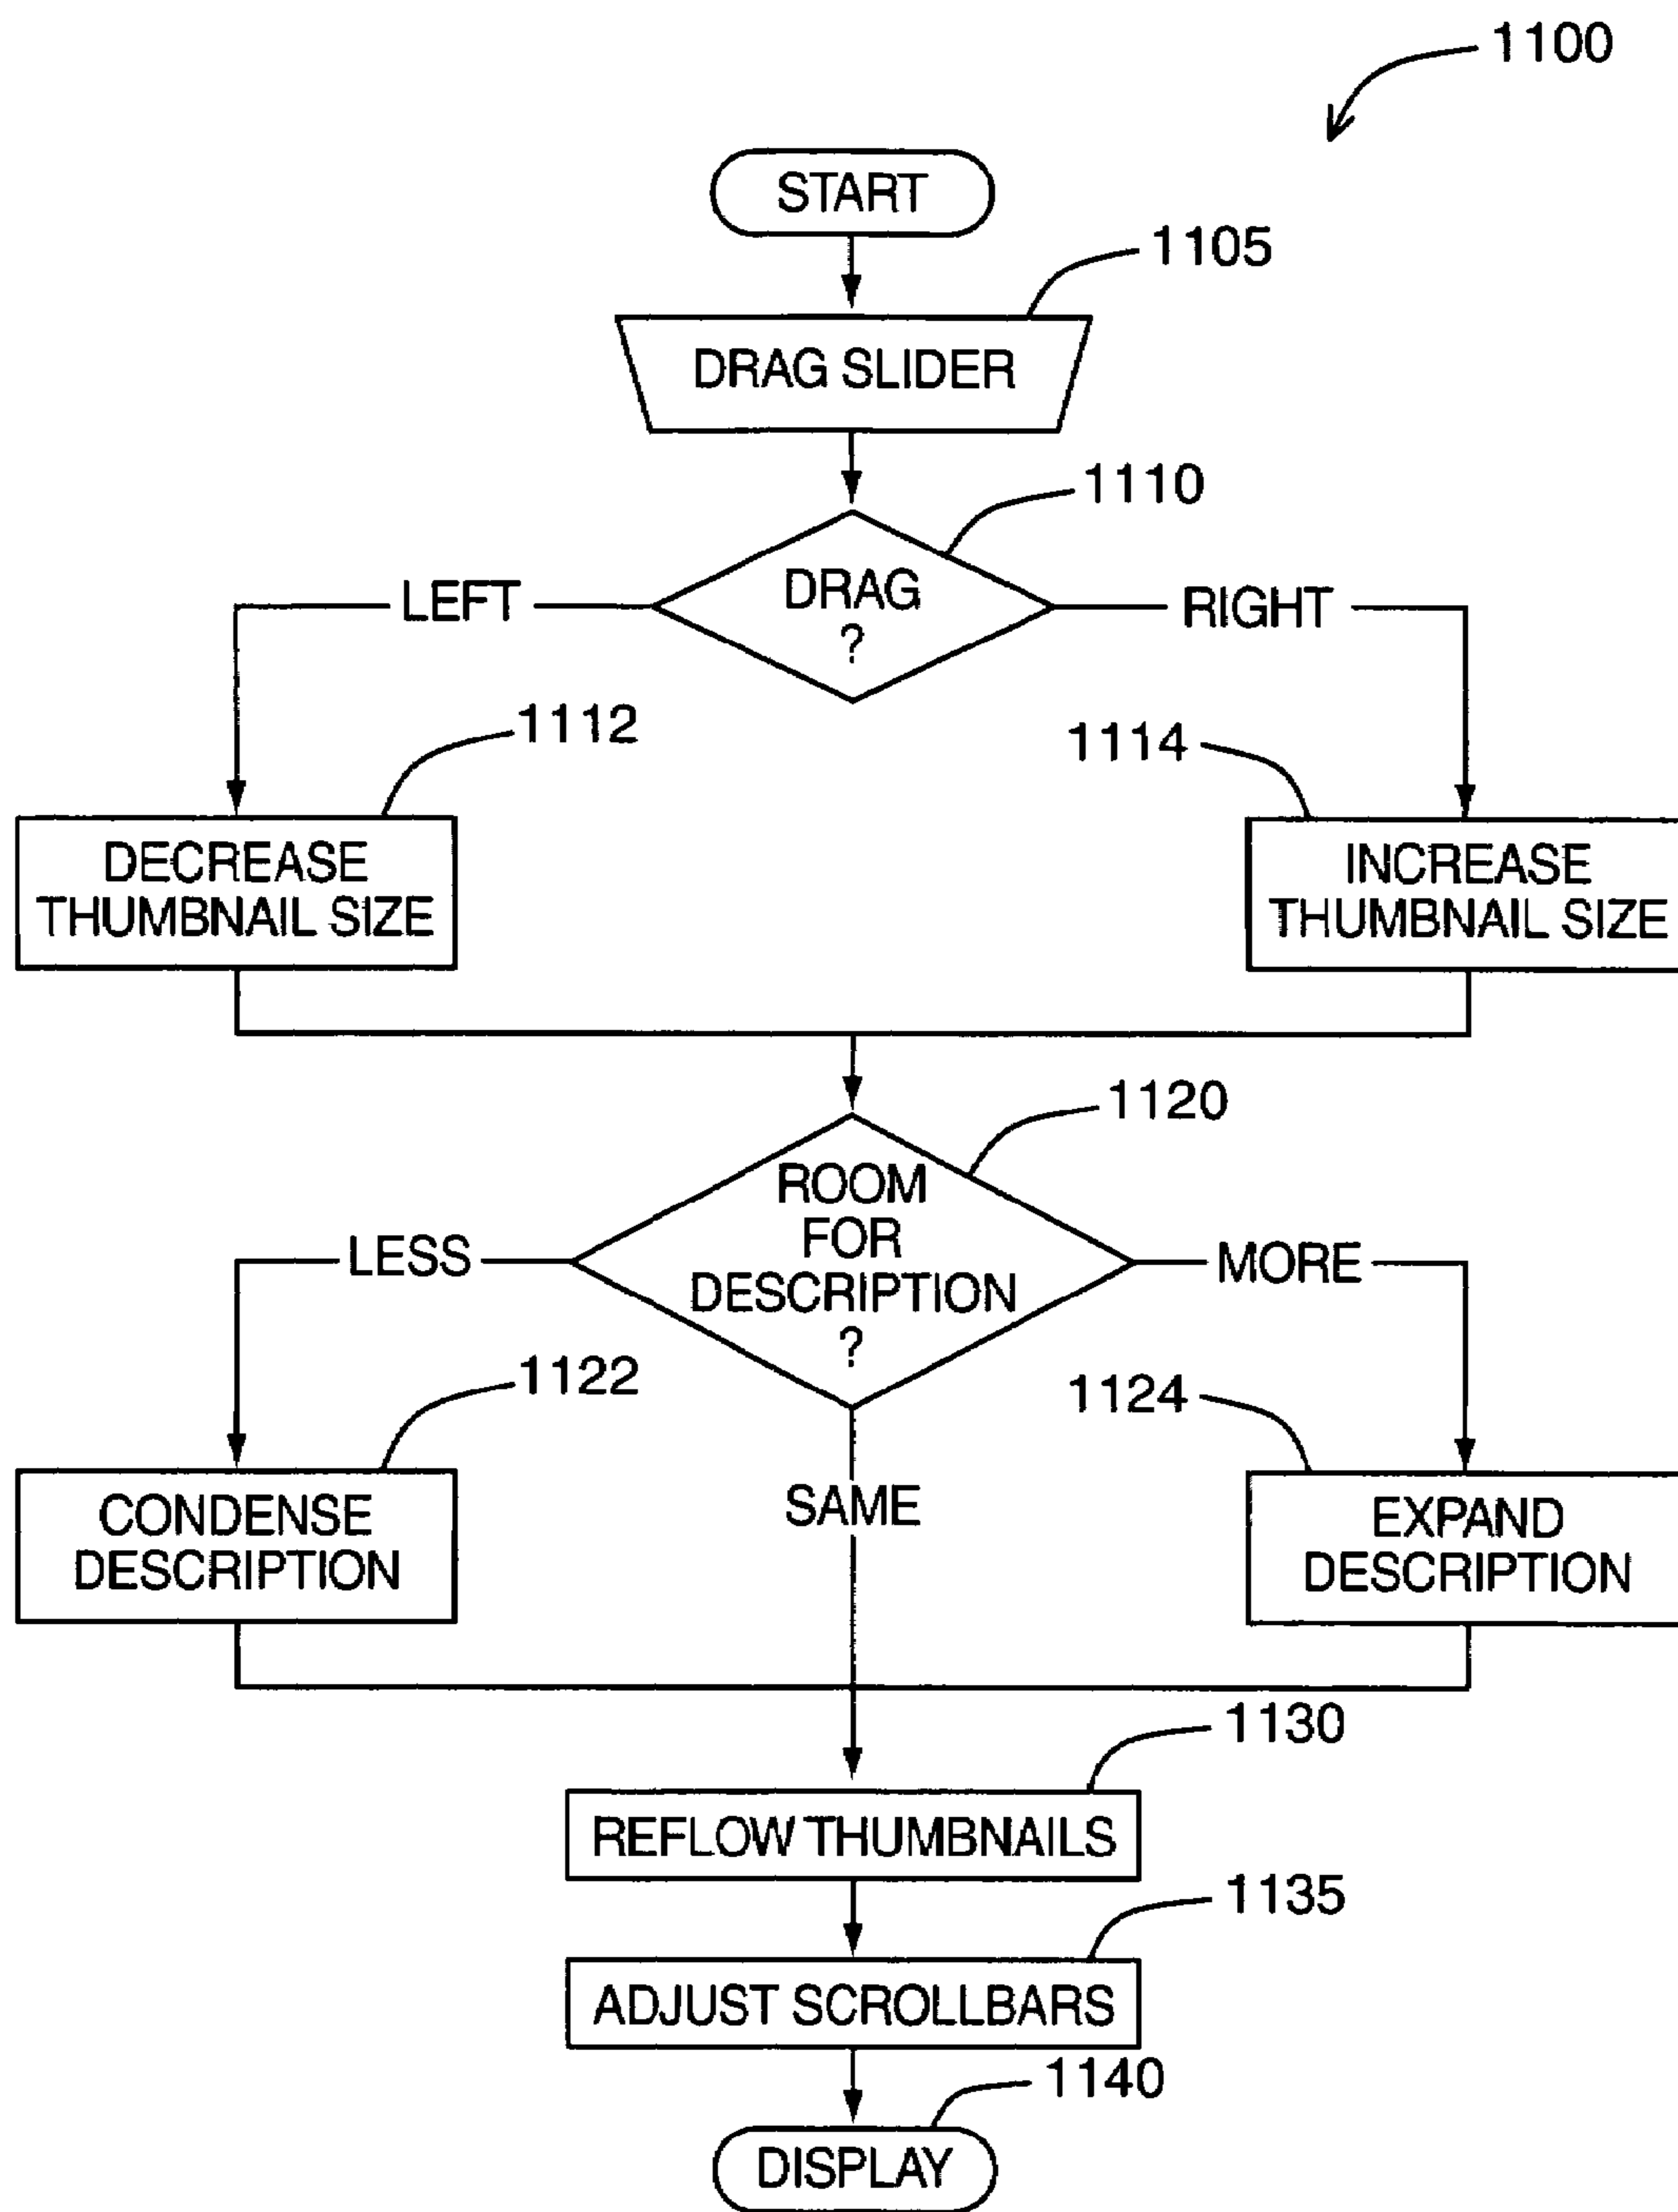 1100
START
1105
DRAG SLIDER
1110
DRAG
?
LEFT
RIGHT
1112
1114
DECREASE
THUMBNAIL SIZE
INCREASE
THUMBNAIL SIZE
1120
ROOM
FOR
DESCRIPTION
?
LESS
MORE
1122
1124
SAME
CONDENSE
DESCRIPTION
EXPAND
DESCRIPTION
1130
REFLOW THUMBNAILS
1135
ADJUST SCROLLBARS
1140
DISPLAY